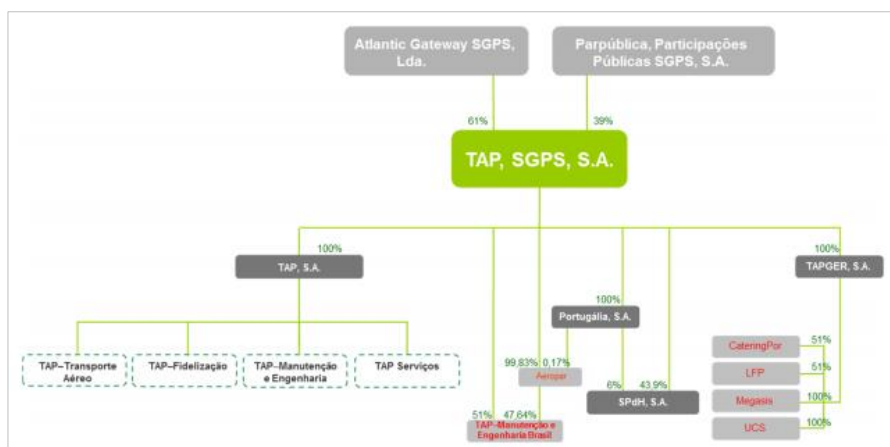 Atlantic Gateway SGPS,
Lda.
Parpública, Participações
Públicas SGPS, S.A.
61%
39%
TAP, SGPS, S.A.
100%
TAP, S.A.
100%
TAPGER, S.A.
100%
Portugália, S.A.
TAP–Transporte
Aéreo
TAP–Fidelização
TAP–Manutenção
e Engenharia
TAP Serviços
99,83%
0,17%
Aeropar
6%
43,9%
SPdH, S.A.
51%
47,64%
TAP–Manutenção e
Engenharia Brasil
CateringPor
51%
LFP
51%
Megasis
100%
UCS
100%